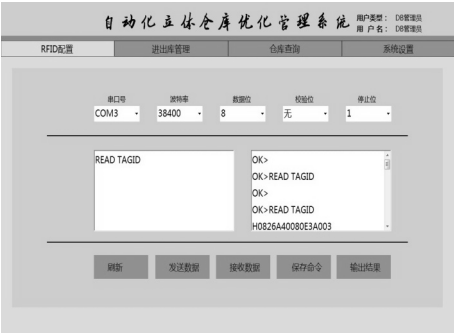 自动化立体仓库优化管理系统
用户类型： DB管理员
用 户 名： DB管理员
RFID配置 进出库管理 仓库查询 系统设置
串口号 波特率 数据位 校验位 停止位
COM3 38400 8 无 1
READ TAGID
OK>
OK>READ TAGID
OK>
OK>READ TAGID
H0826A40080E3A003
刷新 发送数据 接收数据 保存命令 输出结果